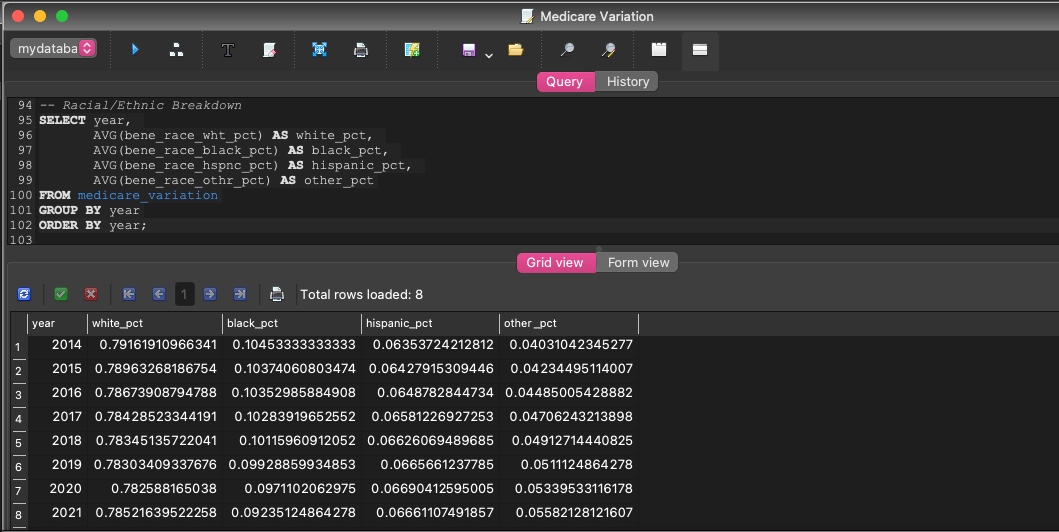 Medicare Variation
mydataba
Query History
94 -- Racial/Ethnic Breakdown
95 SELECT year,
96 AVG(bene_race_wht_pct) AS white_pct,
97 AVG(bene_race_black_pct) AS black_pct,
98 AVG(bene_race_hspnc_pct) AS hispanic_pct,
99 AVG(bene_race_othr_pct) AS other_pct
100 FROM medicare_variation
101 GROUP BY year
102 ORDER BY year;
103
Grid view Form view
1 Total rows loaded: 8
year white_pct black_pct hispanic_pct other_pct
1 2014 0.79161910966341 0.10453333333333 0.06353724212812 0.04031042345277
2 2015 0.78963268186754 0.10374060803474 0.06427915309446 0.04234495114007
3 2016 0.78673908794788 0.10352985884908 0.0648782844734 0.04485005428882
4 2017 0.78428523344191 0.10283919652552 0.06581226927253 0.04706243213898
5 2018 0.78345135722041 0.10115960912052 0.06626069489685 0.04912714440825
6 2019 0.78303409337676 0.09928859934853 0.0665661237785 0.0511124864278
7 2020 0.782588165038 0.0971102062975 0.06690412595005 0.05339533116178
8 2021 0.78521639522258 0.09235124864278 0.06661107491857 0.05582128121607